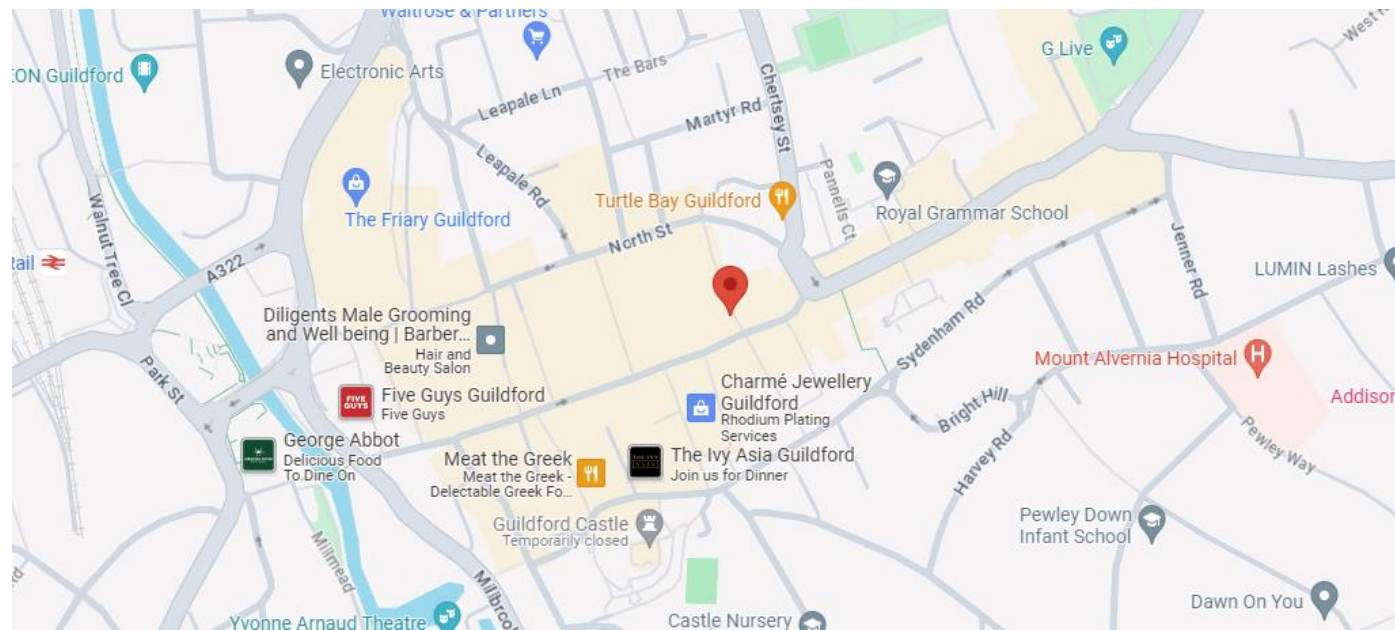 Waitrose & Partners
G Live
West
EON Guildford
Electronic Arts
The Bars
Chertsey St
Leapale Ln
Martyr Rd
Leapale Rd
Pannells Ct
Walnut Tree Cl
The Friary Guildford
Turtle Bay Guildford
Royal Grammar School
North St
Jenner Rd
Rail
A322
LUMIN Lashes
Diligents Male Grooming
and Well being | Barber...
Hair and
Beauty Salon
Sydenham Rd
Mount Alvernia Hospital
H
Park St
FIVE
GUYS
Five Guys Guildford
Five Guys
Charmé Jewellery
Guildford
Rhodium Plating
Services
Bright Hill
Addison
George Abbot
Delicious Food
To Dine On
Meat the Greek
Meat the Greek -
Delectable Greek Fo...
The Ivy Asia Guildford
Join us for Dinner
Harvey Rd
Pewley Way
Guildford Castle
Temporarily closed
Pewley Down
Infant School
Millmead
Millbrook
Dawn On You
Yvonne Arnaud Theatre
Castle Nursery